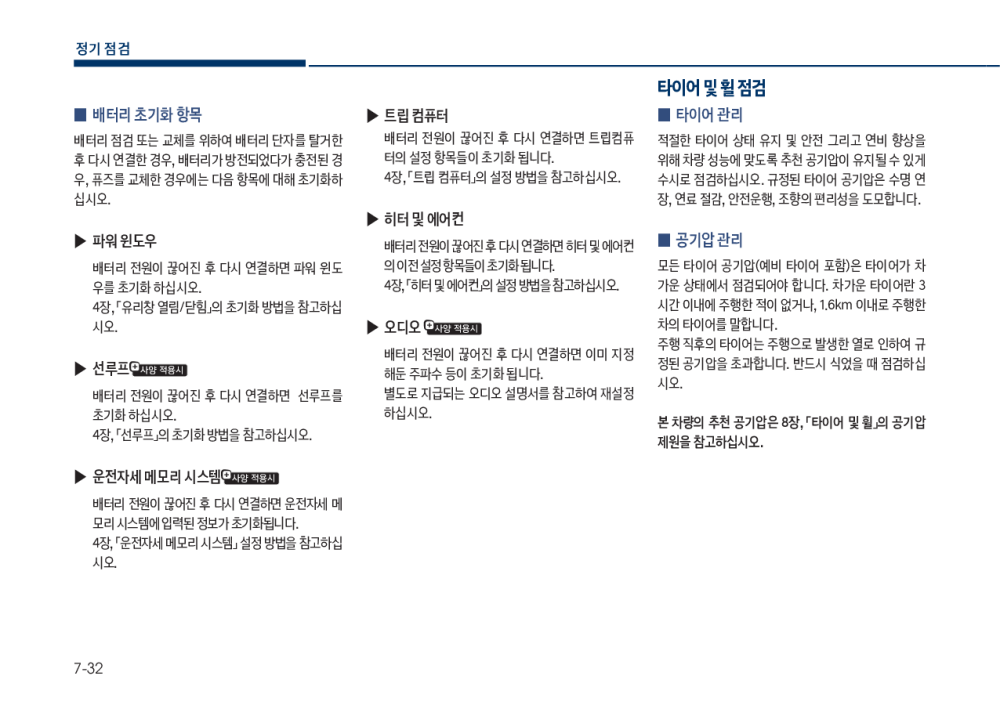 정기 점검
■ 배터리 초기화 항목
배터리 점검 또는 교체를 위하여 배터리 단자를 탈거한
후 다시 연결한 경우, 배터리가 방전되었다가 충전된 경
우, 퓨즈를 교체한 경우에는 다음 항목에 대해 초기화하
십시오.
▶ 파워 윈도우
배터리 전원이 끊어진 후 다시 연결하면 파워 윈도
우를 초기화 하십시오.
4장,「유리창 열림/닫힘」의 초기화 방법을 참고하십
시오.
▶ 선루프 사양 적용시
배터리 전원이 끊어진 후 다시 연결하면 선루프를
초기화 하십시오.
4장,「선루프」의 초기화 방법을 참고하십시오.
▶ 운전자세 메모리 시스템 사양 적용시
배터리 전원이 끊어진 후 다시 연결하면 운전자세 메
모리 시스템에 입력된 정보가 초기화됩니다.
4장,「운전자세 메모리 시스템」 설정 방법을 참고하십
시오.
▶ 트립 컴퓨터
배터리 전원이 끊어진 후 다시 연결하면 트립컴퓨
터의 설정 항목들이 초기화 됩니다.
4장,「트립 컴퓨터」의 설정 방법을 참고하십시오.
▶ 히터 및 에어컨
배터리 전원이 끊어진 후 다시 연결하면 히터 및 에어컨
의 이전 설정 항목들이 초기화 됩니다.
4장,「히터 및 에어컨」의 설정 방법을 참고하십시오.
▶ 오디오 사양 적용시
배터리 전원이 끊어진 후 다시 연결하면 이미 지정
해둔 주파수 등이 초기화 됩니다.
별도로 지급되는 오디오 설명서를 참고하여 재설정
하십시오.
타이어 및 휠 점검
■ 타이어 관리
적절한 타이어 상태 유지 및 안전 그리고 연비 향상을
위해 차량 성능에 맞도록 추천 공기압이 유지될 수 있게
수시로 점검하십시오. 규정된 타이어 공기압은 수명 연
장, 연료 절감, 안전운행, 조향의 편리성을 도모합니다.
■ 공기압 관리
모든 타이어 공기압(예비 타이어 포함)은 타이어가 차
가운 상태에서 점검되어야 합니다. 차가운 타이어란 3
시간 이내에 주행한 적이 없거나, 1.6km 이내로 주행한
차의 타이어를 말합니다.
주행 직후의 타이어는 주행으로 발생한 열로 인하여 규
정된 공기압을 초과합니다. 반드시 식었을 때 점검하십
시오.
본 차량의 추천 공기압은 8장,「타이어 및 휠」의 공기압
제원을 참고하십시오.
7-32